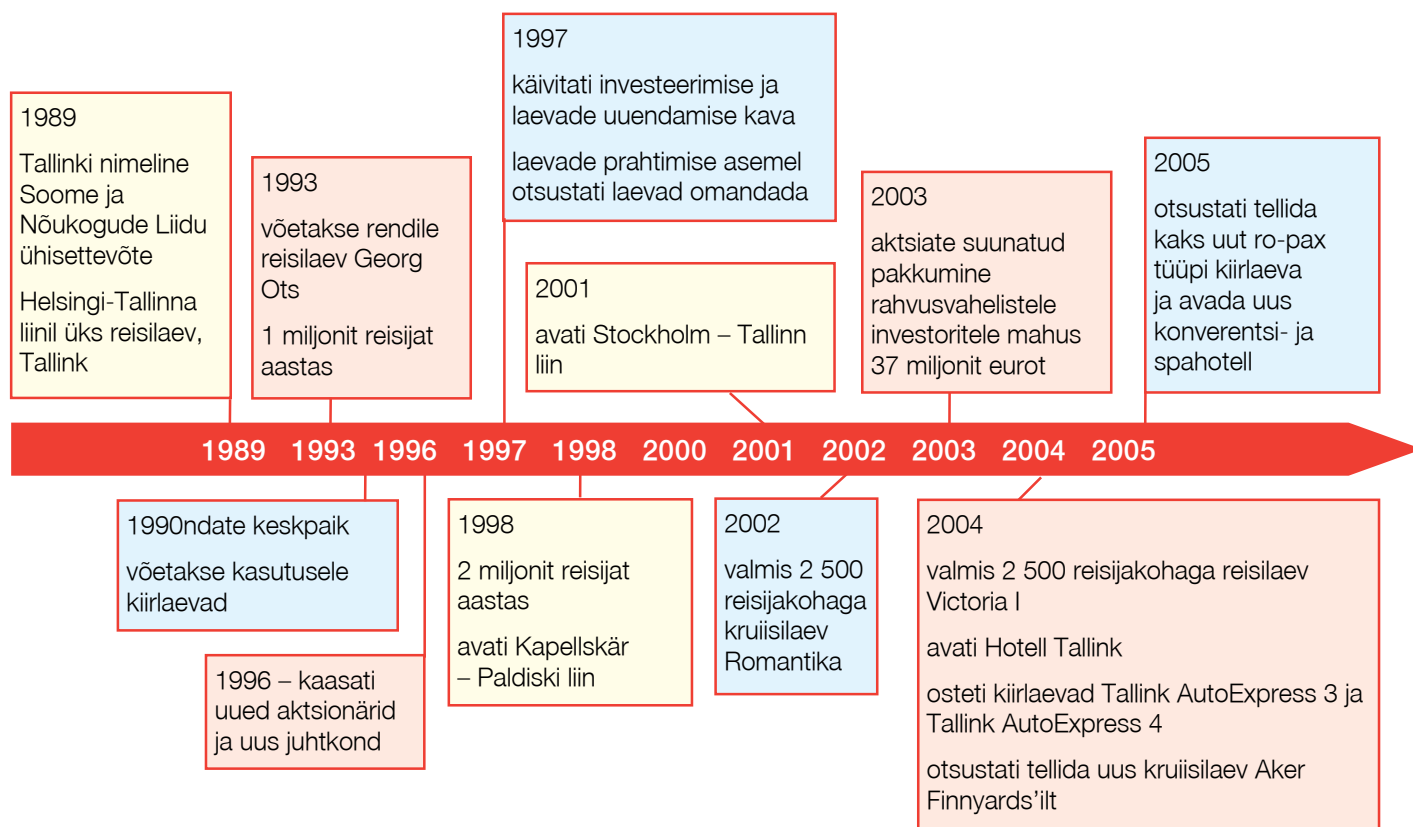 1989
Tallinki nimeline
Soome ja
Nõukogude Liidu
ühisettevõte
Helsingi-Tallinna
liinil üks reisilaev,
Tallink
1993
võetakse rendile
reisilaev Georg
Ots
1 miljonit reisijat
aastas
1997
käivitati investeerimise ja
laevade uuendamise kava
laevade prahtimise asemel
otsustati laevad omandada
2001
avati Stockholm – Tallinn
liin
2003
aktsiate suunatud
pakkumine
rahvusvahelistele
investoritele mahus
37 miljonit eurot
2005
otsustati tellida
kaks uut ro-pax
tüüpi kiirlaeva
ja avada uus
konverentsi- ja
spahotell
1989 1993 1996 1997 1998 2000 2001 2002 2003 2004 2005
1990ndate keskpaik
võetakse kasutusele
kiirlaevad
1996 – kaasati
uued aktsionärid
ja uus juhtkond
1998
2 miljonit reisijat
aastas
avati Kapellskär
– Paldiski liin
2002
valmis 2 500
reisijakohaga
kruiisilaev
Romantika
2004
valmis 2 500 reisijakohaga reisilaev
Victoria I
avati Hotell Tallink
osteti kiirlaevad Tallink AutoExpress 3 ja
Tallink AutoExpress 4
otsustati tellida uus kruiisilaev Aker
Finnyards’ilt